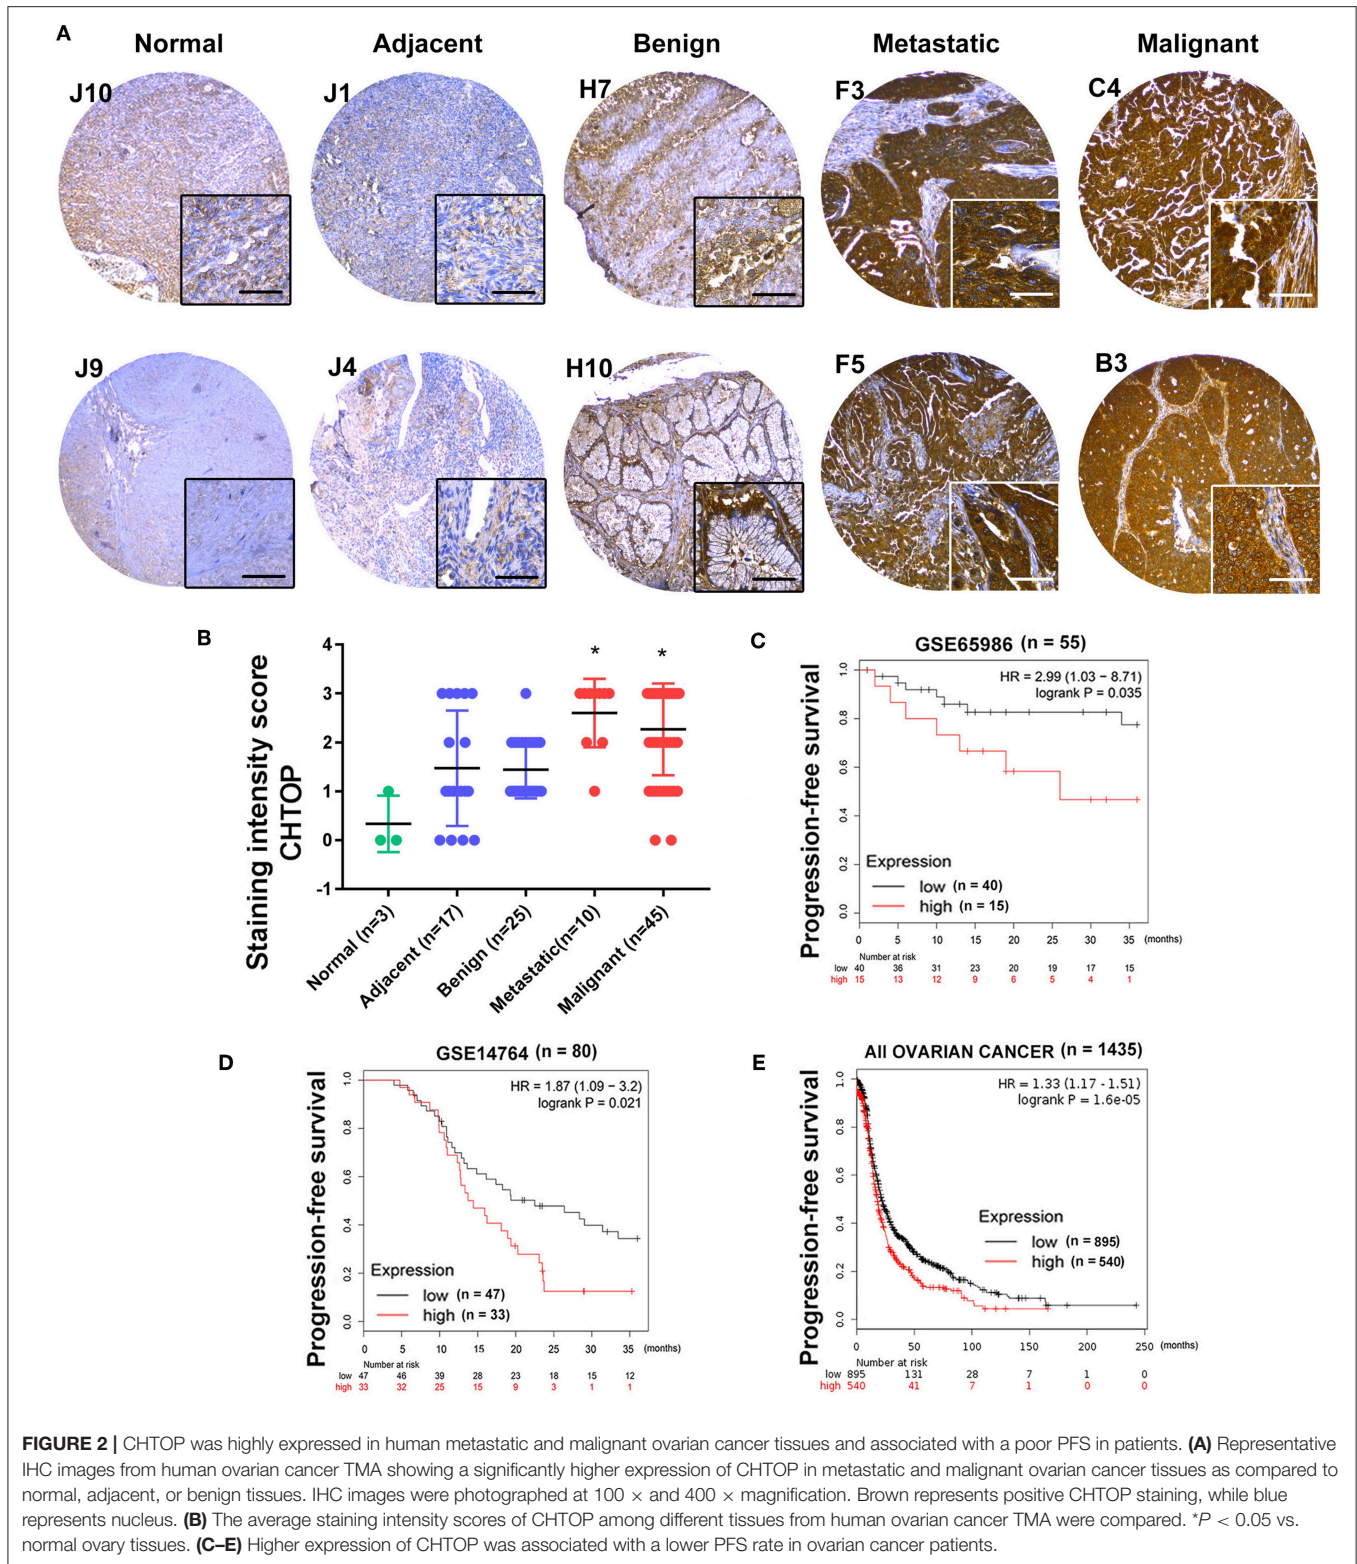 A
Normal
Adjacent
Benign
Metastatic
Malignant
J10
J1
H7
F3
C4
J9
J4
H10
F5
B3
B
Staining intensity score
CHTOP
4
3
2
1
0
-1
*
*
Normal (n=3)
Adjacent (n=17)
Benign (n=25)
Metastatic(n=10)
Malignant (n=45)
C
GSE65986 (n = 55)
HR = 2.99 (1.03 – 8.71)
logrank P = 0.035
Progression-free survival
1.0
0.8
0.6
0.4
0.2
0.0
Expression
low (n = 40)
high (n = 15)
0 5 10 15 20 25 30 35 (months)
Number at risk
low 40 36 31 23 20 19 17 15
high 15 13 12 9 6 5 4 1
D
GSE14764 (n = 80)
HR = 1.87 (1.09 – 3.2)
logrank P = 0.021
Progression-free survival
1.0
0.8
0.6
0.4
0.2
0.0
Expression
low (n = 47)
high (n = 33)
0 5 10 15 20 25 30 35 (months)
Number at risk
low 47 46 39 28 23 18 15 12
high 33 32 25 15 9 3 1 1
E
All OVARIAN CANCER (n = 1435)
HR = 1.33 (1.17 - 1.51)
logrank P = 1.6e-05
Progression-free survival
1.0
0.8
0.6
0.4
0.2
0.0
Expression
low (n = 895)
high (n = 540)
0 50 100 150 200 250 (months)
Number at risk
low 895 131 28 7 1 0
high 540 41 7 1 0 0
FIGURE 2 | CHTOP was highly expressed in human metastatic and malignant ovarian cancer tissues and associated with a poor PFS in patients. (A) Representative
IHC images from human ovarian cancer TMA showing a significantly higher expression of CHTOP in metastatic and malignant ovarian cancer tissues as compared to
normal, adjacent, or benign tissues. IHC images were photographed at 100 × and 400 × magnification. Brown represents positive CHTOP staining, while blue
represents nucleus. (B) The average staining intensity scores of CHTOP among different tissues from human ovarian cancer TMA were compared. *P < 0.05 vs.
normal ovary tissues. (C–E) Higher expression of CHTOP was associated with a lower PFS rate in ovarian cancer patients.